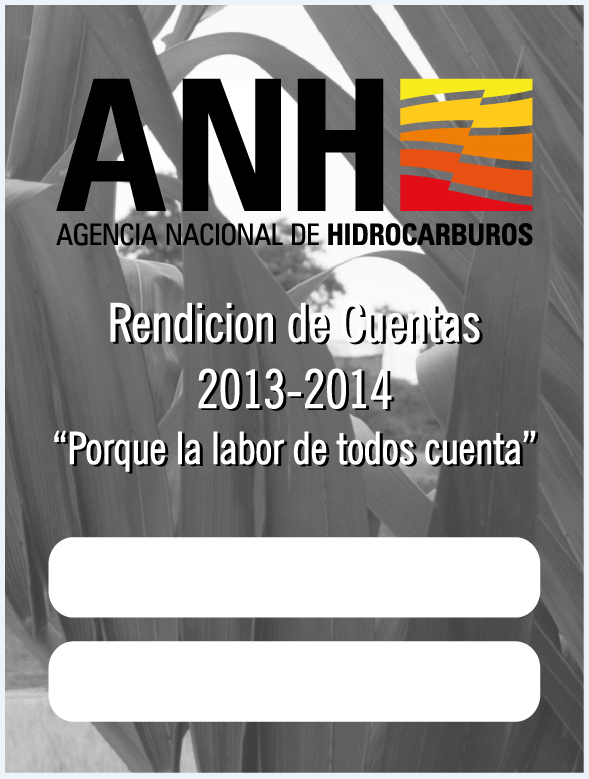 ANH
AGENCIA NACIONAL DE HIDROCARBUROS
Rendicion de Cuentas
2013-2014
“Porque la labor de todos cuenta”